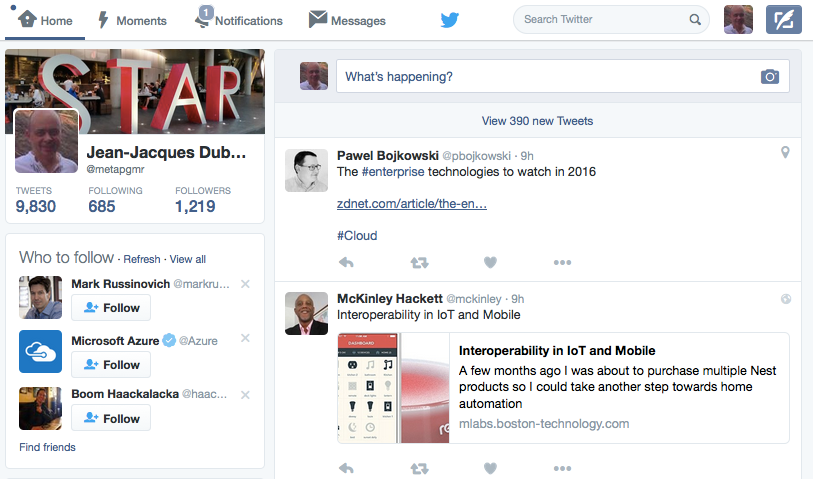 Home
Moments
1
Notifications
Messages
Search Twitter
STAR
Jean-Jacques Dub...
@metapgmr
TWEETS FOLLOWING FOLLOWERS
9,830 685 1,219
Who to follow · Refresh · View all
Mark Russinovich @markru...
Follow
Microsoft Azure @Azure
Follow
Boom Haackalacka @haac...
Follow
Find friends
What's happening?
View 390 new Tweets
Pawel Bojkowski @pbojkowski · 9h
The #enterprise technologies to watch in 2016
zdnet.com/article/the-en...
#Cloud
McKinley Hackett @mckinley · 9h
Interoperability in IoT and Mobile
DASHBOARD
Interoperability in IoT and Mobile
A few months ago I was about to purchase multiple Nest
products so I could take another step towards home
automation
mlabs.boston-technology.com